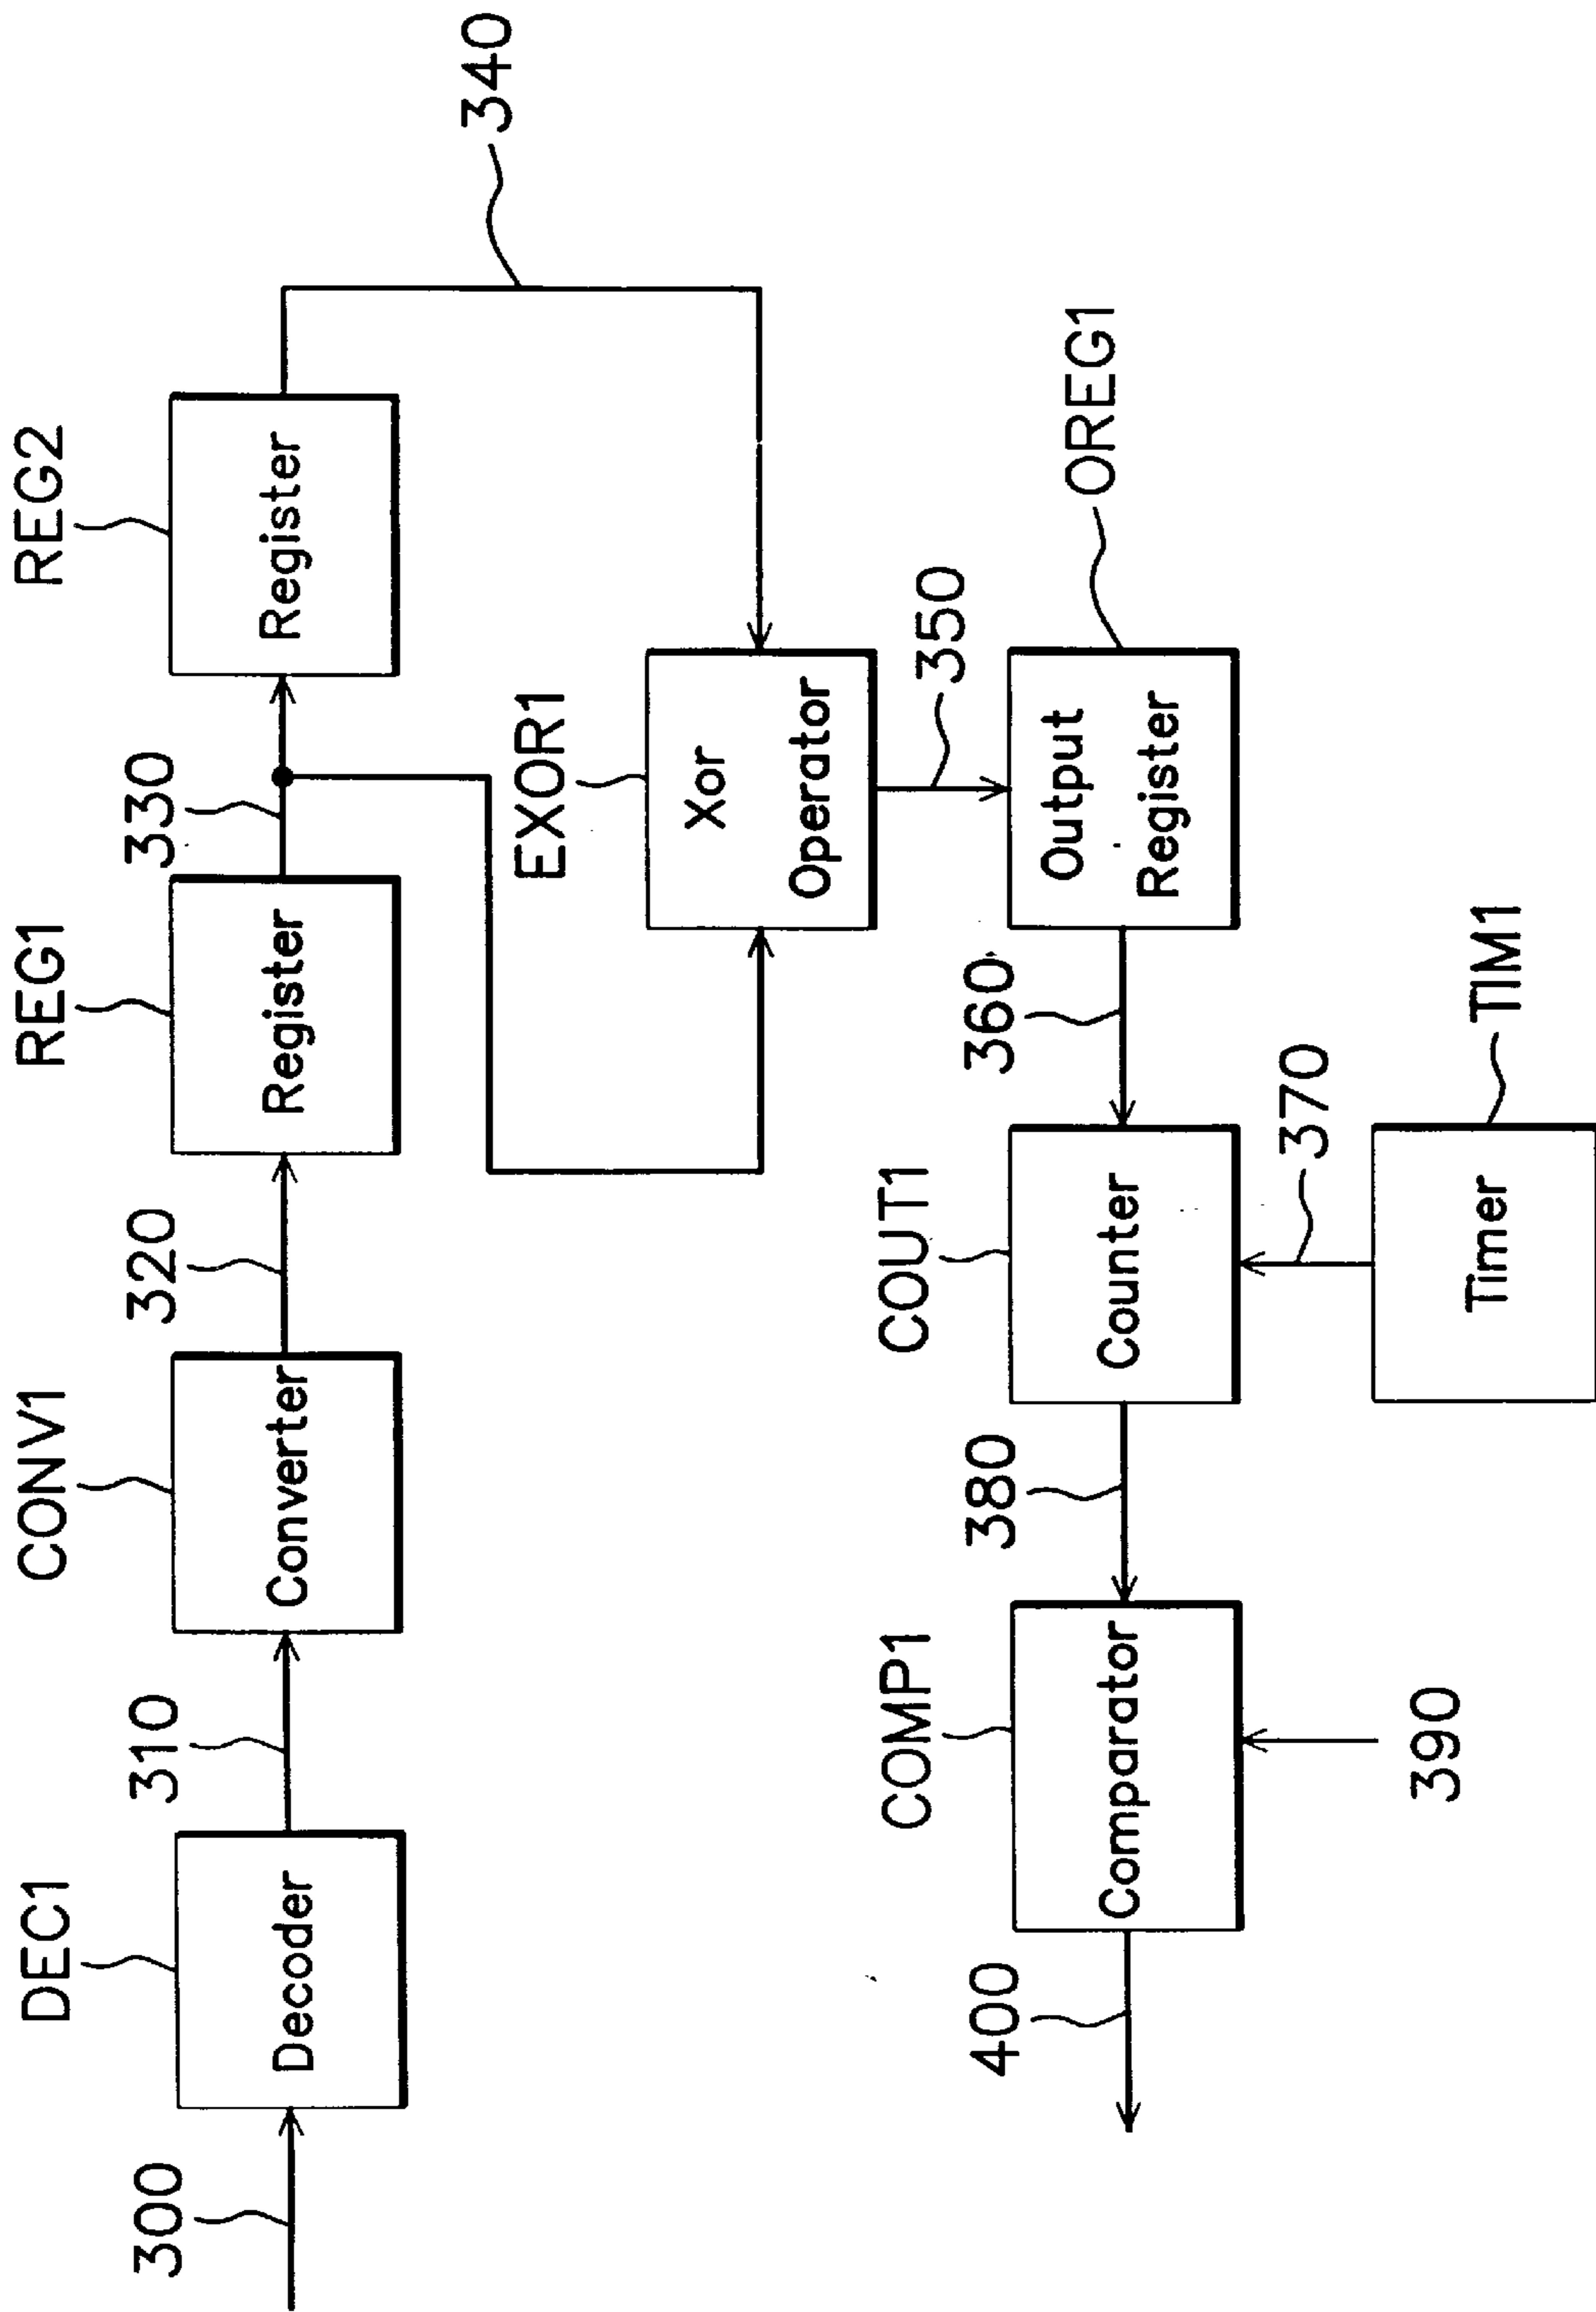 DEC1
CONV1
REG1
REG2
300
310
320
330
340
Decoder
Converter
Register
Register
EXOR1
Xor
Operator
350
COMP1
COUT1
OREG1
400
380
360
Comparator
Counter
Output
Register
390
370
Timer
TIM1